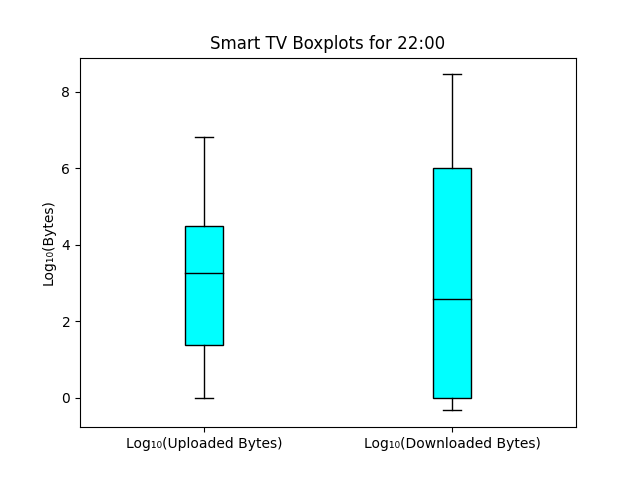 Smart TV Boxplots for 22:00
Log₁₀(Bytes)
8
6
4
2
0
Log₁₀(Uploaded Bytes)
Log₁₀(Downloaded Bytes)